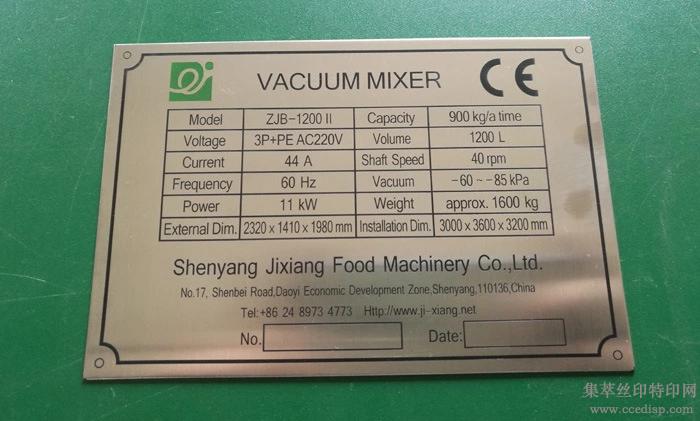 VACUUM MIXER CE
Model ZJB-1200 II Capacity 900 kg/a time
Voltage 3P+PE AC220V Volume 1200 L
Current 44 A Shaft Speed 40 rpm
Frequency 60 Hz Vacuum -60 ~ -85 kPa
Power 11 kW Weight approx. 1600 kg
External Dim. 2320 x 1410 x 1980 mm Installation Dim. 3000 x 3600 x 3200 mm
Shenyang Jixiang Food Machinery Co.,Ltd.
No.17, Shenbei Road,Daoyi Economic Development Zone,Shenyang,110136,China
Tel:+86 24 8973 4773 Http://www.ji-xiang.net
No. Date:
集萃丝印特印网
www.ccedisp.com